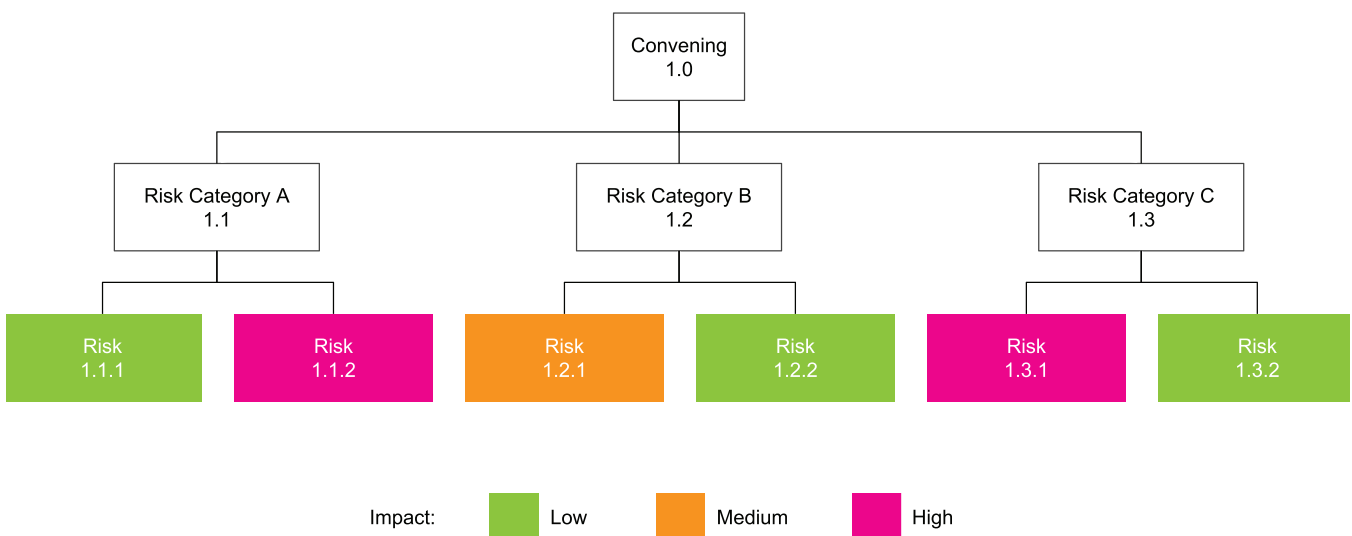 Convening
1.0
Risk Category A
1.1
Risk Category B
1.2
Risk Category C
1.3
Risk
1.1.1
Risk
1.1.2
Risk
1.2.1
Risk
1.2.2
Risk
1.3.1
Risk
1.3.2
Impact:
Low
Medium
High